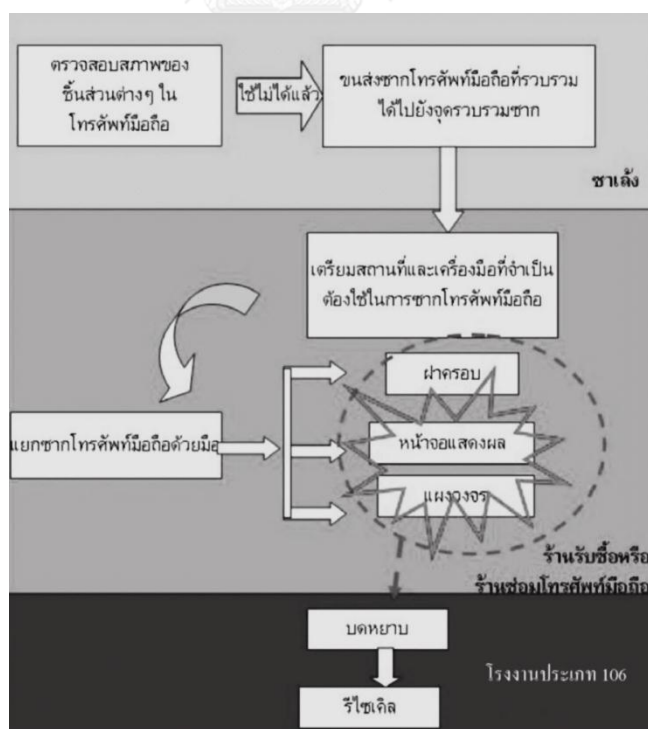 ตรวจสอบสภาพของ
ชิ้นส่วนต่างๆ ใน
โทรศัพท์มือถือ
ใช้ไม่ได้แล้ว
ขนส่งซากโทรศัพท์มือถือที่รวบรวม
ได้ไปยังจุดรวบรวมซาก
ซาเล้ง
เตรียมสถานที่และเครื่องมือที่จำเป็น
ต้องใช้ในการซากโทรศัพท์มือถือ
ฝาครอบ
แยกซากโทรศัพท์มือถือด้วยมือ
หน้าจอแสดงผล
แผงวงจร
ร้านรับซื้อหรือ
ร้านซ่อมโทรศัพท์มือถือ
บดหยาบ
โรงงานประเภท 106
รีไซเคิล